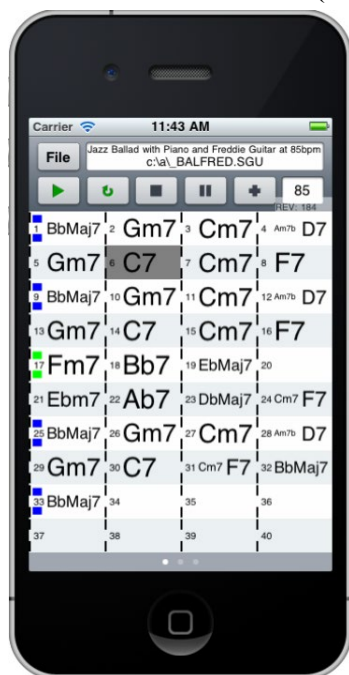 Carrier 11:43 AM
File
Jazz Ballad with Piano and Freddie Guitar at 85bpm
c:\a\_BALFRED.SGU
85
REV: 184
1 BbMaj7 2 Gm7 3 Cm7 4 Am7b D7
5 Gm7 6 C7 7 Cm7 8 F7
9 BbMaj7 10 Gm7 11 Cm7 12 Am7b D7
13 Gm7 14 C7 15 Cm7 16 F7
17 Fm7 18 Bb7 19 EbMaj7 20
21 Ebm7 22 Ab7 23 DbMaj7 24 Cm7 F7
25 BbMaj7 26 Gm7 27 Cm7 28 Am7b D7
29 Gm7 30 C7 31 Cm7 F7 32 BbMaj7
33 BbMaj7 34 35 36
37 38 39 40